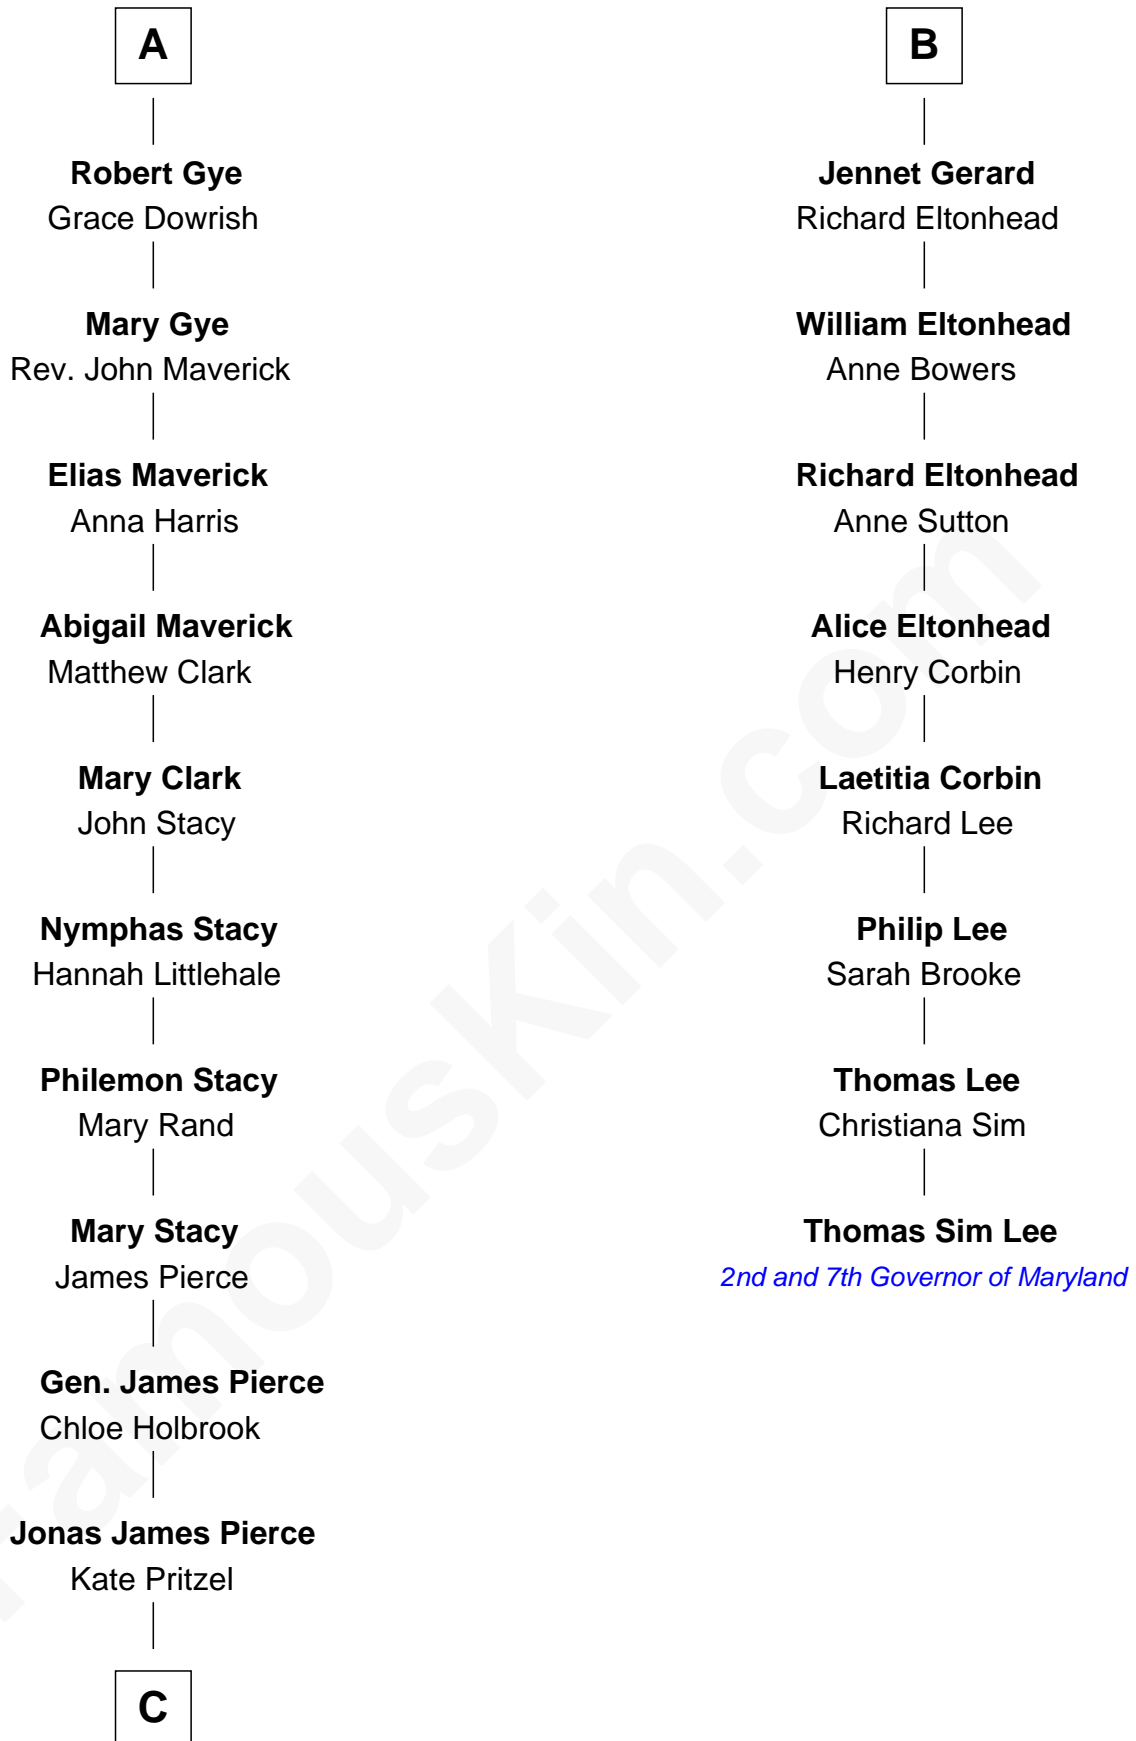 A
Robert Gye
Grace Dowrish
Mary Gye
Rev. John Maverick
Elias Maverick
Anna Harris
Abigail Maverick
Matthew Clark
Mary Clark
John Stacy
Nymphas Stacy
Hannah Littlehale
Philemon Stacy
Mary Rand
Mary Stacy
James Pierce
Gen. James Pierce
Chloe Holbrook
Jonas James Pierce
Kate Pritzel
C
B
Jennet Gerard
Richard Eltonhead
William Eltonhead
Anne Bowers
Richard Eltonhead
Anne Sutton
Alice Eltonhead
Henry Corbin
Laetitia Corbin
Richard Lee
Philip Lee
Sarah Brooke
Thomas Lee
Christiana Sim
Thomas Sim Lee
2nd and 7th Governor of Maryland
FamousKin.com